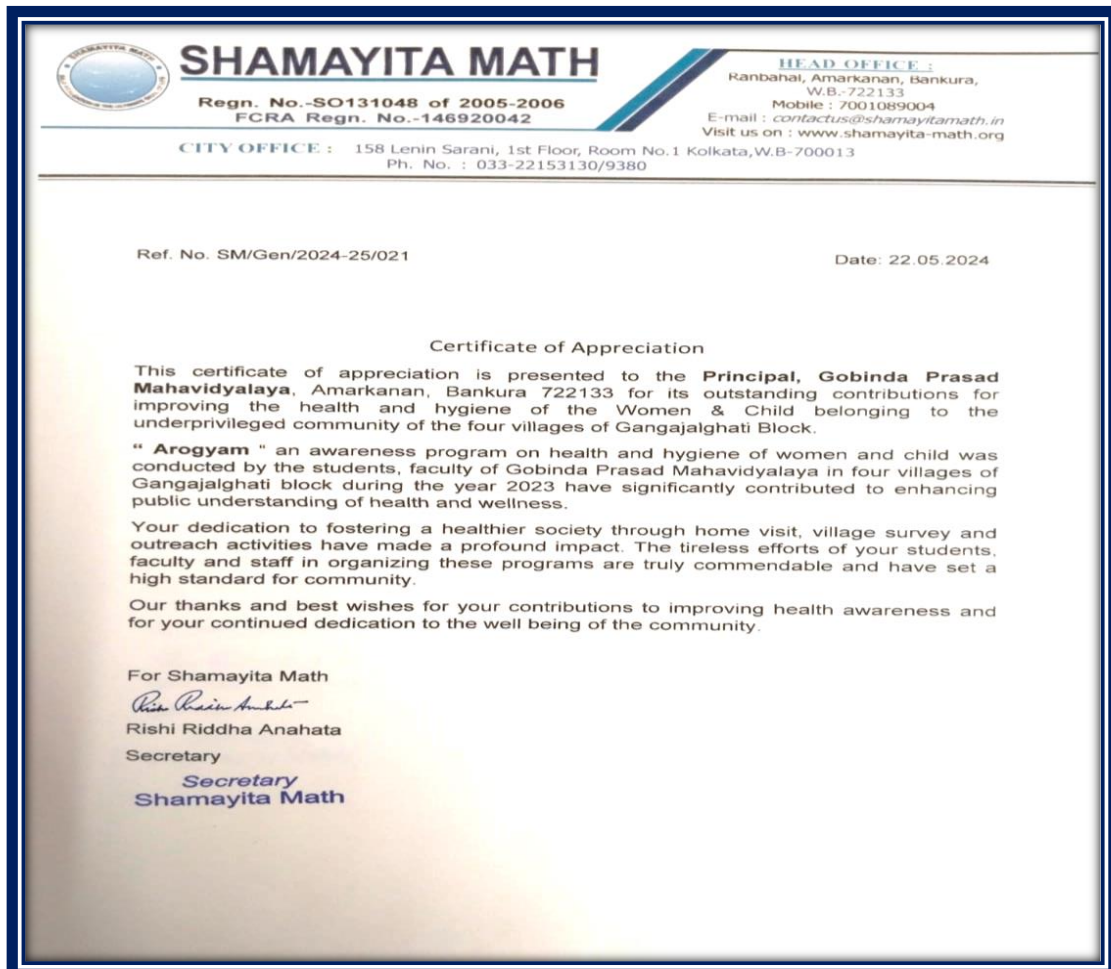 SHAMAYITA MATH
SHAMAYITA MATH
Regn. No.-SO131048 of 2005-2006
FCRA Regn. No.-146920042
HEAD OFFICE :
Ranbahal, Amarkanan, Bankura,
W.B.-722133
Mobile : 7001089004
E-mail : contactus@shamayitamath.in
Visit us on : www.shamayita-math.org
CITY OFFICE : 158 Lenin Sarani, 1st Floor, Room No.1 Kolkata,W.B-700013
Ph. No. : 033-22153130/9380
Ref. No. SM/Gen/2024-25/021
Date: 22.05.2024
Certificate of Appreciation
This certificate of appreciation is presented to the Principal, Gobinda Prasad
Mahavidyalaya, Amarkanan, Bankura 722133 for its outstanding contributions for
improving the health and hygiene of the Women & Child belonging to the
underprivileged community of the four villages of Gangajalghati Block.
“ Arogyam " an awareness program on health and hygiene of women and child was
conducted by the students, faculty of Gobinda Prasad Mahavidyalaya in four villages of
Gangajalghati block during the year 2023 have significantly contributed to enhancing
public understanding of health and wellness.
Your dedication to fostering a healthier society through home visit, village survey and
outreach activities have made a profound impact. The tireless efforts of your students,
faculty and staff in organizing these programs are truly commendable and have set a
high standard for community.
Our thanks and best wishes for your contributions to improving health awareness and
for your continued dedication to the well being of the community.
For Shamayita Math
Rishi Riddha Anahata
Secretary
Secretary
Shamayita Math